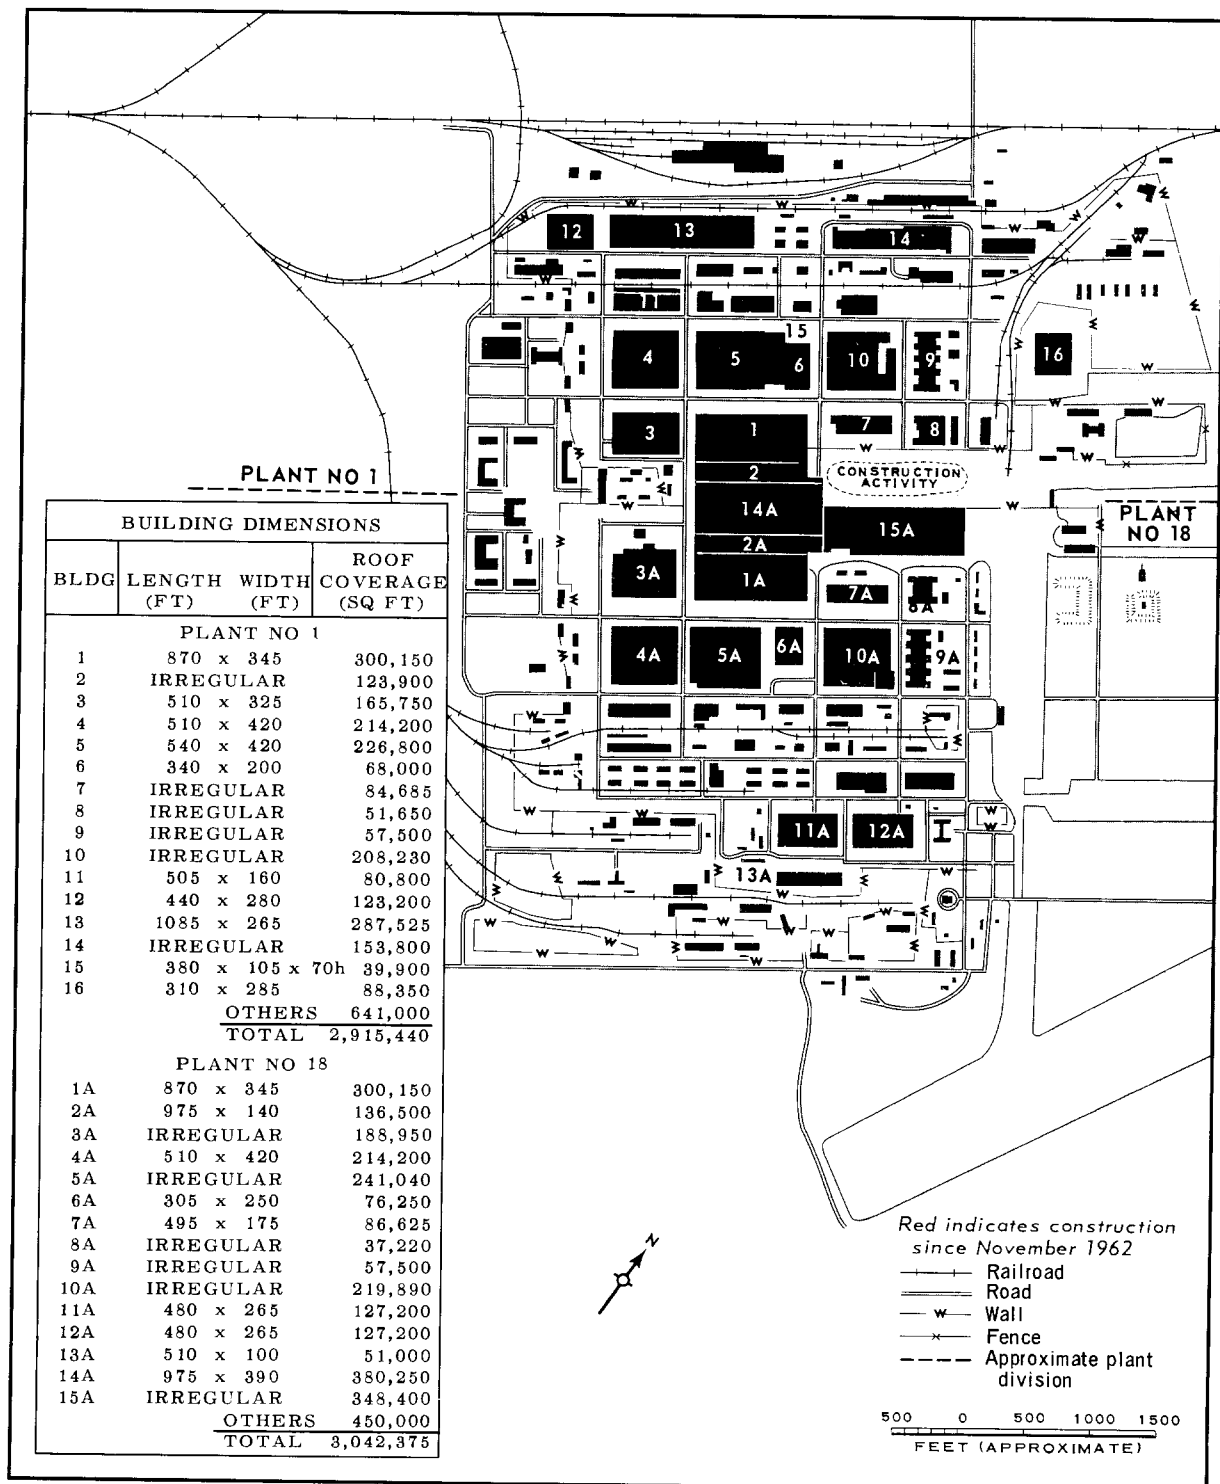 12
13
14
15
4
5
6
10
9
16
3
1
7
8
2
CONSTRUCTION
ACTIVITY
14A
15A
2A
3A
1A
7A
8A
4A
5A
6A
10A
9A
11A
12A
13A
PLANT NO 1
PLANT
NO 18
BUILDING DIMENSIONS
BLDG LENGTH (FT) WIDTH (FT) ROOF COVERAGE (SQ FT)
PLANT NO 1
1 870 x 345 300,150
2 IRREGULAR 123,900
3 510 x 325 165,750
4 510 x 420 214,200
5 540 x 420 226,800
6 340 x 200 68,000
7 IRREGULAR 84,685
8 IRREGULAR 51,650
9 IRREGULAR 57,500
10 IRREGULAR 208,230
11 505 x 160 80,800
12 440 x 280 123,200
13 1085 x 265 287,525
14 IRREGULAR 153,800
15 380 x 105 x 70h 39,900
16 310 x 285 88,350
OTHERS 641,000
TOTAL 2,915,440
PLANT NO 18
1A 870 x 345 300,150
2A 975 x 140 136,500
3A IRREGULAR 188,950
4A 510 x 420 214,200
5A IRREGULAR 241,040
6A 305 x 250 76,250
7A 495 x 175 86,625
8A IRREGULAR 37,220
9A IRREGULAR 57,500
10A IRREGULAR 219,890
11A 480 x 265 127,200
12A 480 x 265 127,200
13A 510 x 100 51,000
14A 975 x 390 380,250
15A IRREGULAR 348,400
OTHERS 450,000
TOTAL 3,042,375
N
Red indicates construction
since November 1962
Railroad
Road
W Wall
Fence
Approximate plant
division
500 0 500 1000 1500
FEET (APPROXIMATE)